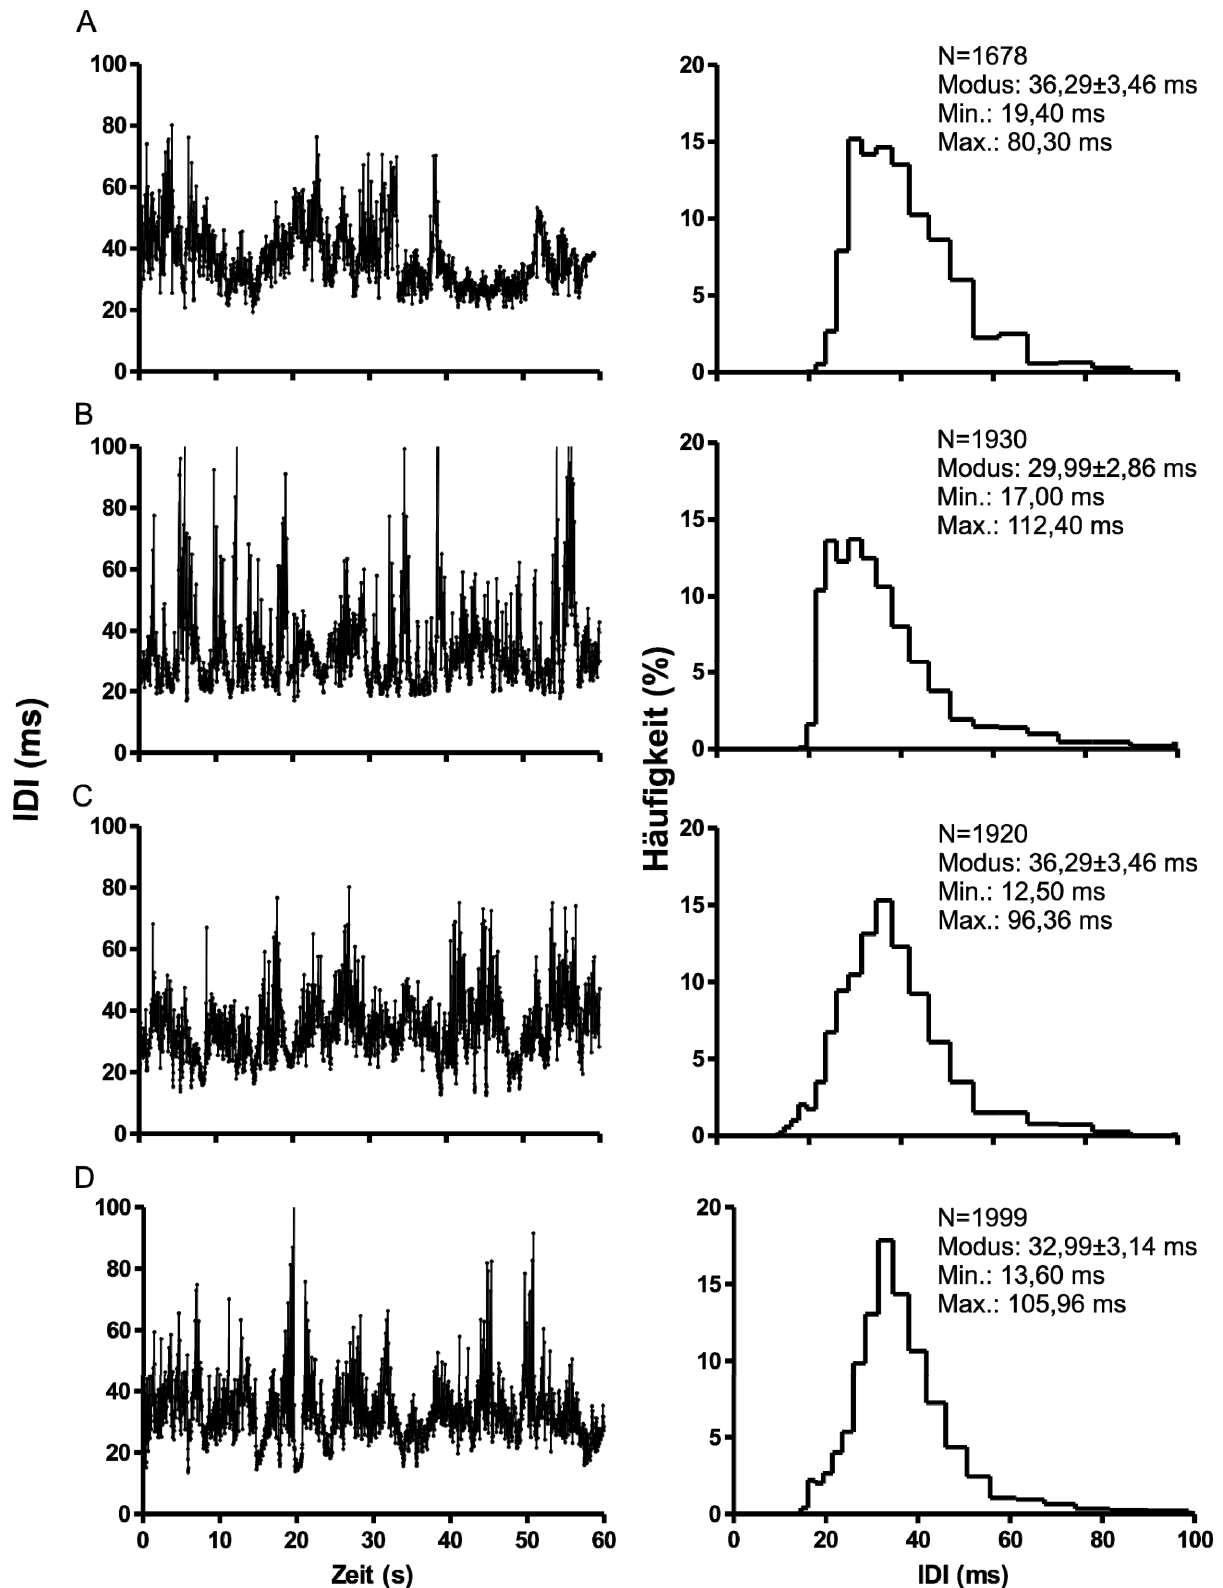 A
100
80
60
40
20
0
20
15
10
5
0
N=1678
Modus: 36,29±3,46 ms
Min.: 19,40 ms
Max.: 80,30 ms
B
100
80
60
40
20
0
20
15
10
5
0
N=1930
Modus: 29,99±2,86 ms
Min.: 17,00 ms
Max.: 112,40 ms
IDI (ms)
Häufigkeit (%)
C
100
80
60
40
20
0
20
15
10
5
0
N=1920
Modus: 36,29±3,46 ms
Min.: 12,50 ms
Max.: 96,36 ms
D
100
80
60
40
20
0
0 10 20 30 40 50 60
Zeit (s)
20
15
10
5
0
N=1999
Modus: 32,99±3,14 ms
Min.: 13,60 ms
Max.: 105,96 ms
0 20 40 60 80 100
IDI (ms)